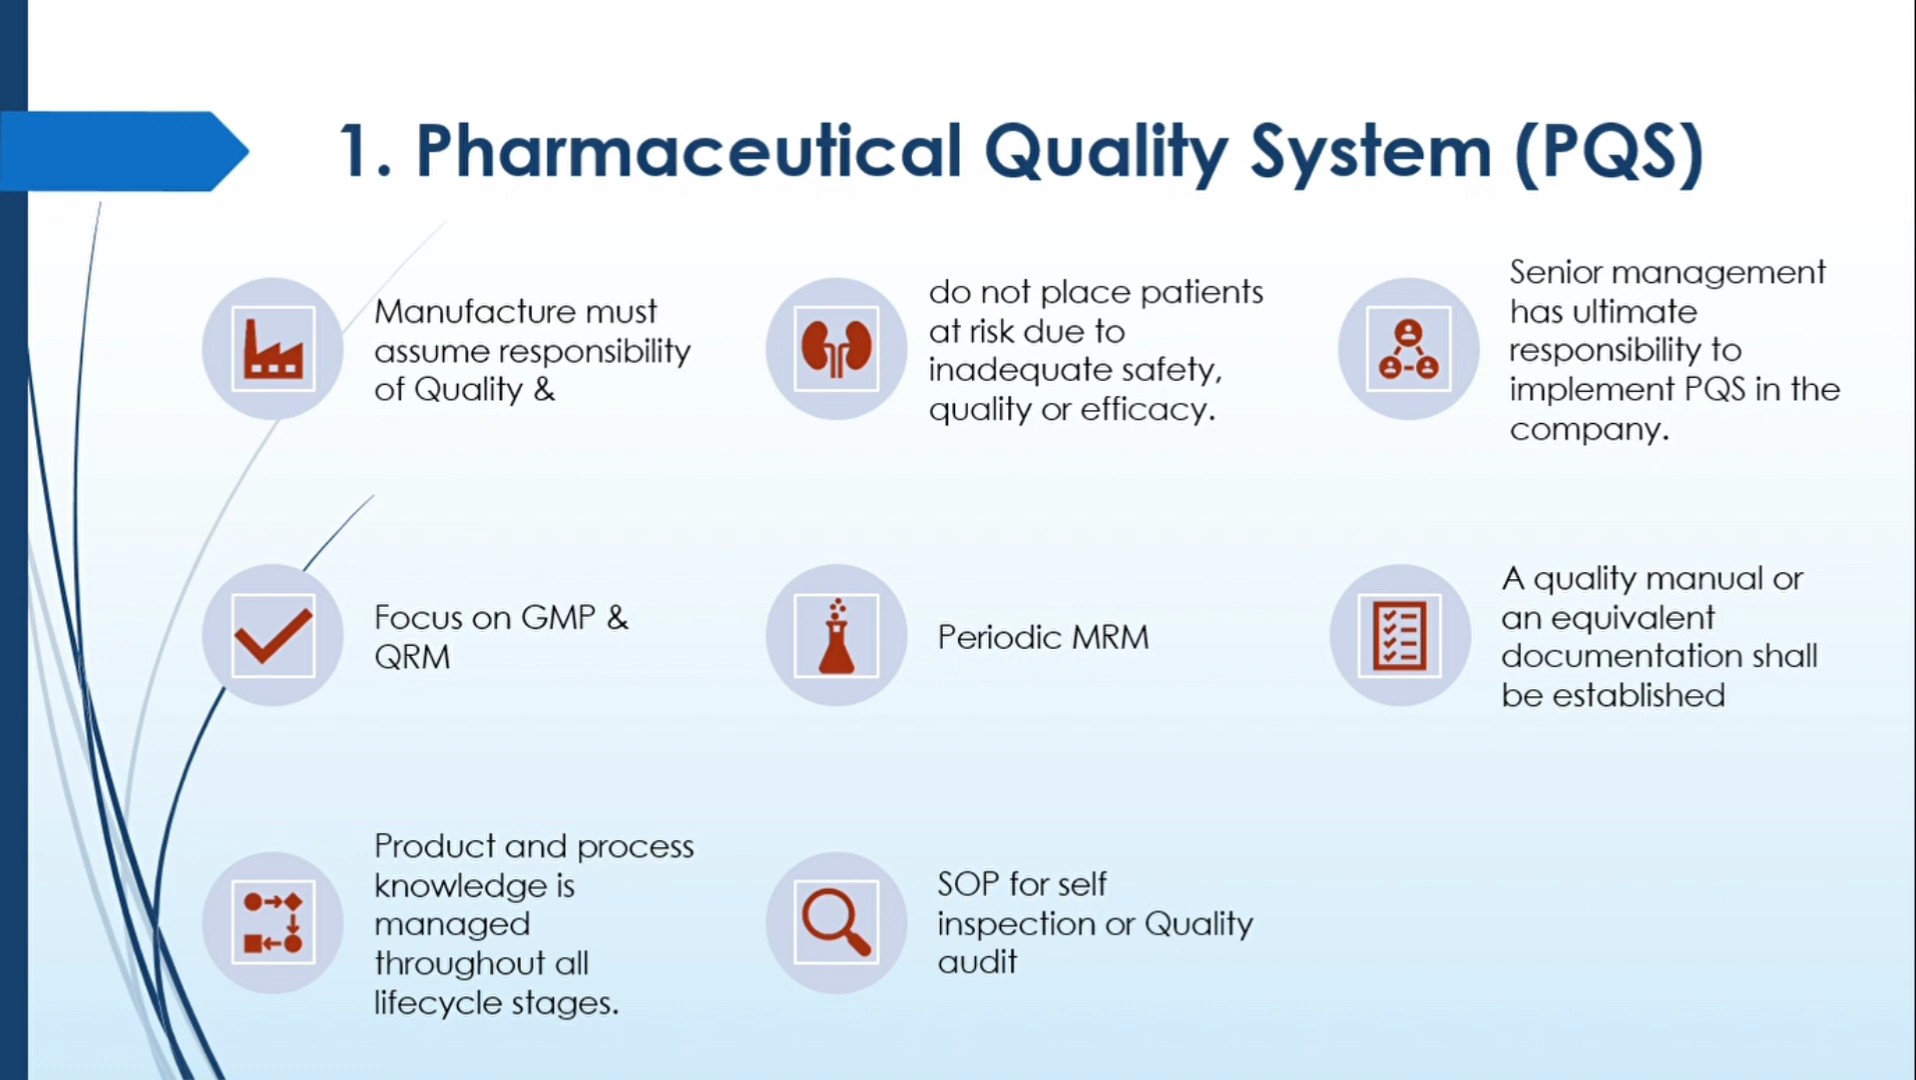 1. Pharmaceutical Quality System (PQS)
Manufacture must
assume responsibility
of Quality &
do not place patients
at risk due to
inadequate safety,
quality or efficacy.
Senior management
has ultimate
responsibility to
implement PQS in the
company.
Focus on GMP &
QRM
Periodic MRM
A quality manual or
an equivalent
documentation shall
be established
Product and process
knowledge is
managed
throughout all
lifecycle stages.
SOP for self
inspection or Quality
audit